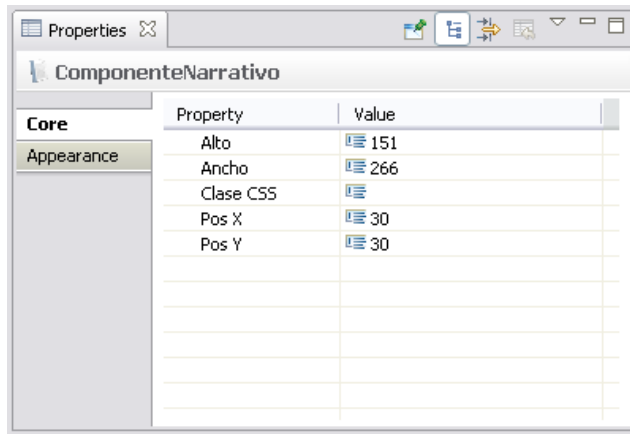 Properties
ComponenteNarrativo
Core
Appearance
Property Value
Alto 151
Ancho 266
Clase CSS
Pos X 30
Pos Y 30